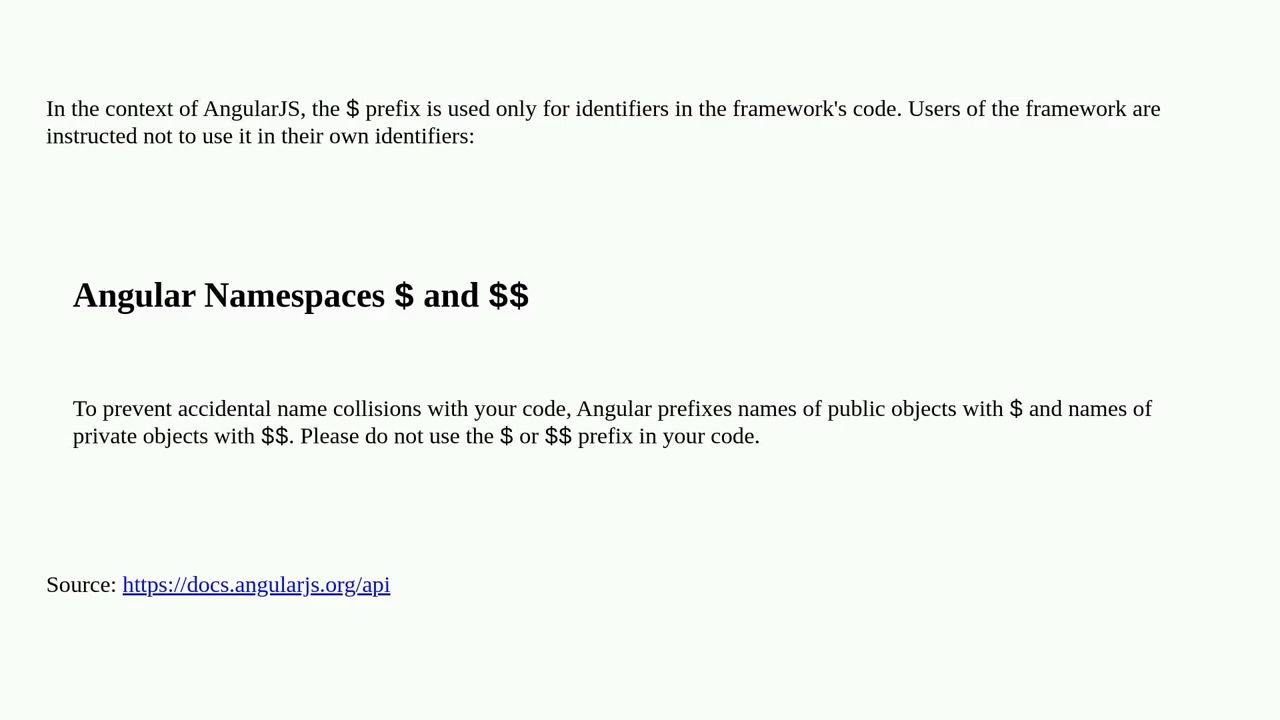 In the context of AngularJS, the $ prefix is used only for identifiers in the framework's code. Users of the framework are
instructed not to use it in their own identifiers:
Angular Namespaces $ and $$
To prevent accidental name collisions with your code, Angular prefixes names of public objects with $ and names of
private objects with $$. Please do not use the $ or $$ prefix in your code.
Source: https://docs.angularjs.org/api